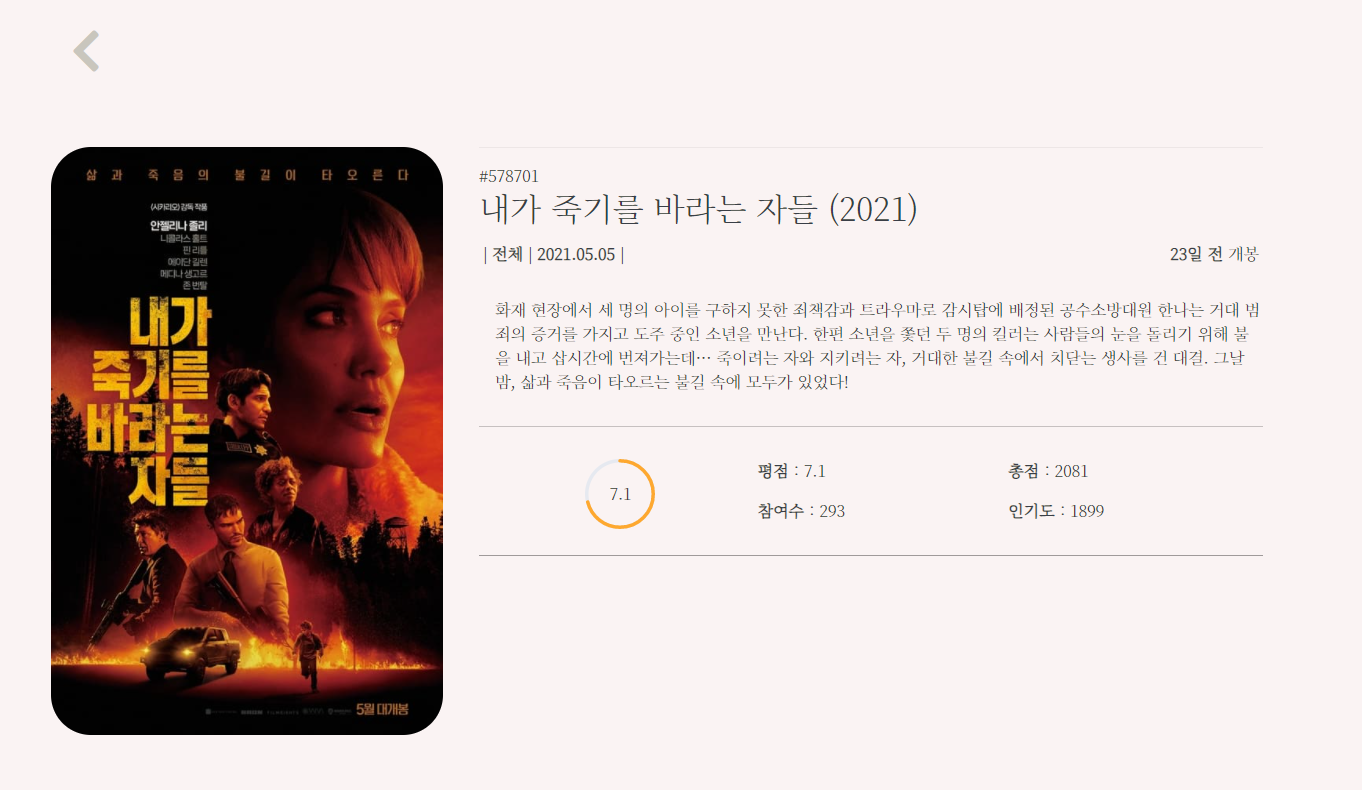 삶과 죽음의 불길이 타오른다
<시카리오> 감독 작품
안젤리나 졸리
니콜라스 홀트
핀 리틀
에이단 길렌
메디나 생고르
존 번탈
내가
죽기를
바라는
자들
5월 대개봉
#578701
내가 죽기를 바라는 자들 (2021)
| 전체 | 2021.05.05 |
23일 전 개봉
화재 현장에서 세 명의 아이를 구하지 못한 죄책감과 트라우마로 감시탑에 배정된 공수소방대원 한나는 거대 범
죄의 증거를 가지고 도주 중인 소년을 만난다. 한편 소년을 쫓던 두 명의 킬러는 사람들의 눈을 돌리기 위해 불
을 내고 삽시간에 번져가는데… 죽이려는 자와 지키려는 자, 거대한 불길 속에서 치닫는 생사를 건 대결. 그날
밤, 삶과 죽음이 타오르는 불길 속에 모두가 있었다!
7.1
평점 : 7.1
총점 : 2081
참여수 : 293
인기도 : 1899